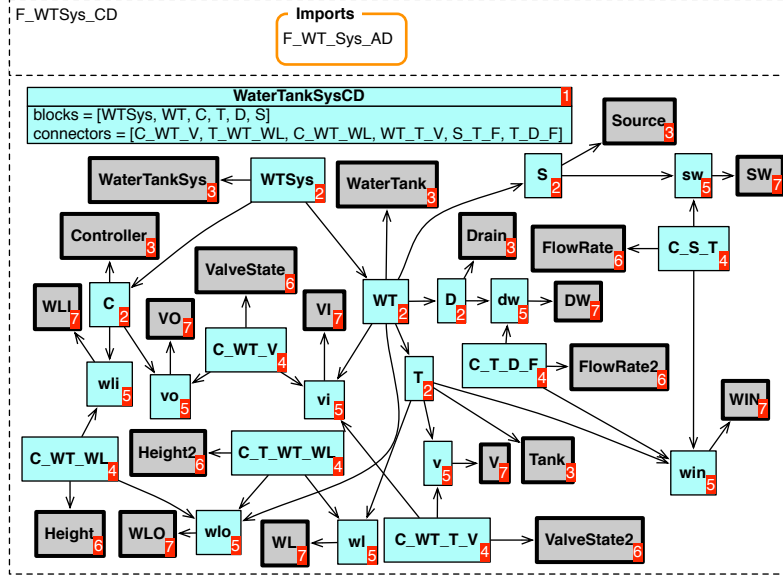 F_WTSys_CD
Imports
F_WT_Sys_AD
WaterTankSysCD 1
blocks = [WTSys, WT, C, T, D, S]
connectors = [C_WT_V, T_WT_WL, C_WT_WL, WT_T_V, S_T_F, T_D_F]
Source 3
WaterTankSys 3
WTSys 2
WaterTank 3
S 2
sw 5
SW 7
Controller 3
Drain 3
FlowRate 6
C_S_T 4
ValveState 6
WLI 7
C 2
VO 7
VI 7
WT 2
D 2
dw 5
DW 7
C_WT_V 4
C_T_D_F 4
FlowRate2 6
wli 5
vo 5
vi 5
T 2
WIN 7
C_WT_WL 4
Height2 6
C_T_WT_WL 4
v 5
V 7
Tank 3
win 5
Height 6
WLO 7
wlo 5
WL 7
wl 5
C_WT_T_V 4
ValveState2 6